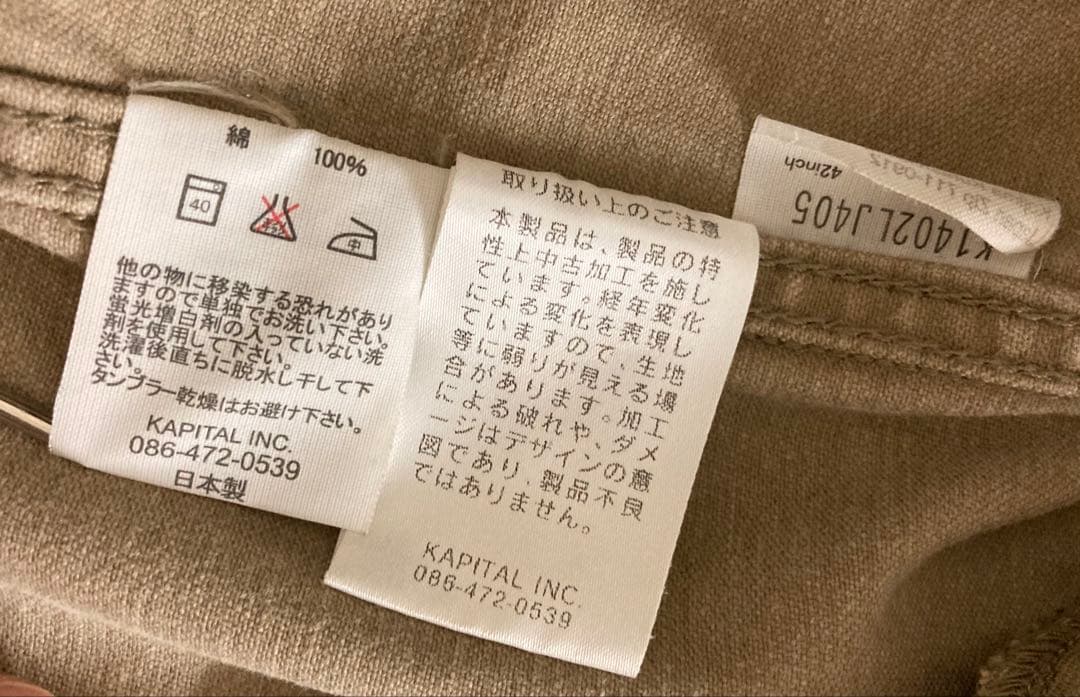 綿 100%
40
エンソ
中
他の物に移染する恐れがあり
ますので単独でお洗い下さい。
蛍光増白剤の入っていない洗
剤を使用して下さい。
洗濯後直ちに脱水し干して下
さい。
タンブラー乾燥はお避け下さい。
KAPITAL INC.
086-472-0539
日本製
取り扱い上のご注意
本製品は、製品の特
性上中古加工を施し
ています。経年変化
による変化を表現し
ていますので、生地
等に弱りが見える場
合があります。加工
による破れや、ダメ
ージはデザインの意
図であり、製品不良
ではありません。
KAPITAL INC.
086-472-0539
K1402LJ405
42inch